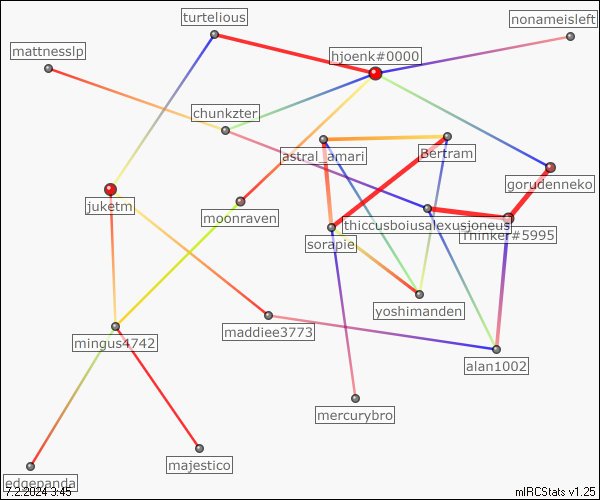 turtelious
nonameisleft
mattnesslp
hjoenk#0000
chunkzter
astral_amari
Bertram
gorudenneko
juketm
moonraven
thiccusboiusalexusjoneus
sorapie
Thinker#5995
yoshimanden
maddiee3773
mingus4742
alan1002
mercurybro
majestico
edgepanda
7.2.2024 3:45
mIRCStats v1.25